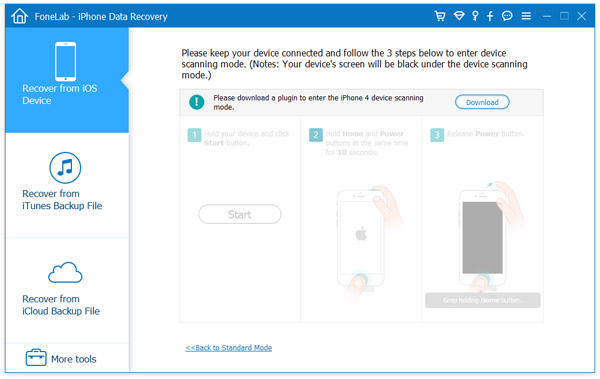 FoneLab - iPhone Data Recovery
Recover from iOS
Device
Recover from
iTunes Backup File
Recover from
iCloud Backup File
More tools
Please keep your device connected and follow the 3 steps below to enter device
scanning mode. (Notes: Your device's screen will be black under the device scanning
mode.)
Please download a plugin to enter the iPhone 4 device scanning
mode.
Download
1 Hold your device and click
Start button.
Start
2 Hold Home and Power
buttons at the same time
for 10 seconds.
3 Release Power button.
Keep holding Home button.
<<Back to Standard Mode